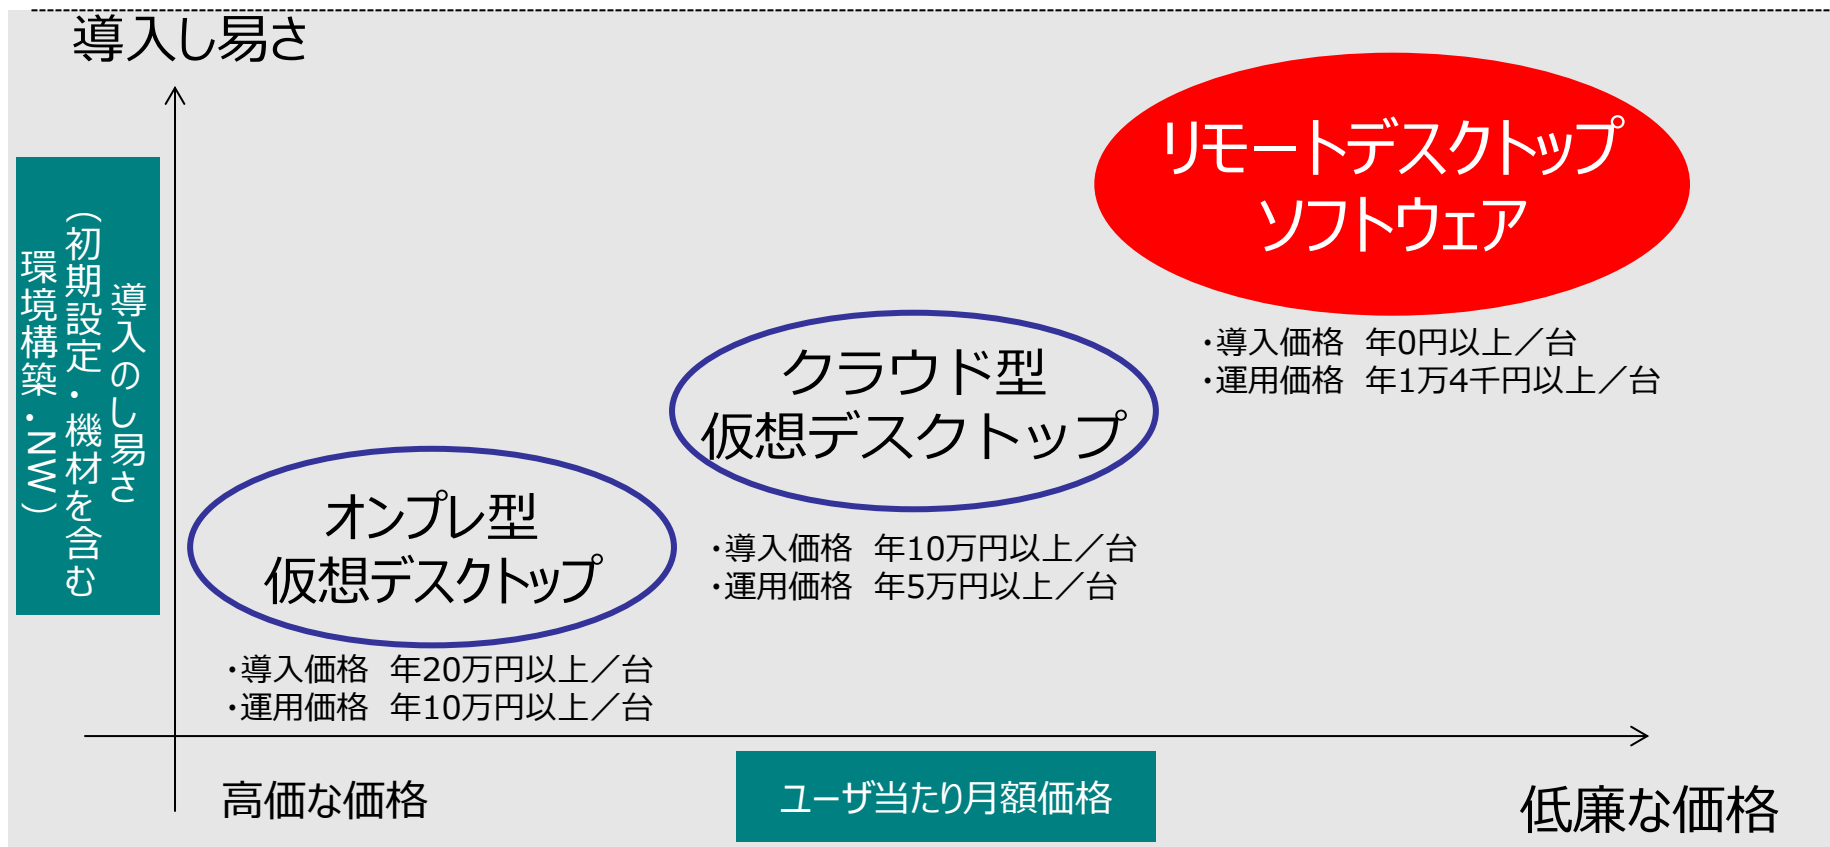 導入し易さ
導入のし易さ
（初期設定・機材を含む
環境構築・NW）
リモートデスクトップ
ソフトウェア
・導入価格　年0円以上／台
・運用価格　年1万4千円以上／台
クラウド型
仮想デスクトップ
・導入価格　年10万円以上／台
・運用価格　年5万円以上／台
オンプレ型
仮想デスクトップ
・導入価格　年20万円以上／台
・運用価格　年10万円以上／台
高価な価格
ユーザ当たり月額価格
低廉な価格